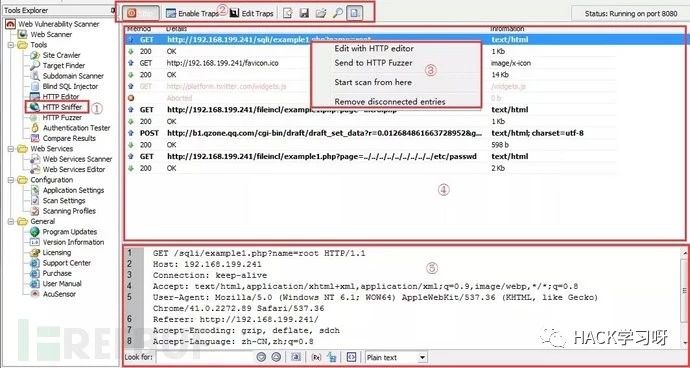 Tools Explorer
Web Vulnerability Scanner
Web Scanner
Tools
Site Crawler
Target Finder
Subdomain Scanner
Blind SQL Injector
HTTP Editor
HTTP Sniffer
①
HTTP Fuzzer
Authentication Tester
Compare Results
Web Services
Web Services Scanner
Web Services Editor
Configuration
Application Settings
Scan Settings
Scanning Profiles
General
Program Updates
Version Information
Licensing
Support Center
Purchase
User Manual
AcuSensor
Enable Traps
②
Edit Traps
Status: Running on port 8080
Method Details Information
GET http://192.168.199.241/sqli/example1.php?name=root text/html
200 OK 1 Kb
GET http://192.168.199.241/favicon.ico image/x-icon
200 OK 14 Kb
GET http://platform.twitter.com/widgets.js /widgets.js
Aborted 0 b
GET http://192.168.199.241/fileincl/example1.php?page= text/html
200 OK 1 Kb
POST http://b1.qzone.qq.com/cgi-bin/draft/draft_set_data?r=0.0126848616637289528&g... text/html; charset=utf-8
200 OK 598 b
GET http://192.168.199.241/fileincl/example1.php?page=../../../../../../../../etc/passwd text/html
200 OK 2 Kb
Edit with HTTP editor
Send to HTTP Fuzzer
③
Start scan from here
Remove disconnected entries
④
1 GET /sqli/example1.php?name=root HTTP/1.1
⑤
2 Host: 192.168.199.241
3 Connection: keep-alive
4 Accept: text/html,application/xhtml+xml,application/xml;q=0.9,image/webp,*/*;q=0.8
5 User-Agent: Mozilla/5.0 (Windows NT 6.1; WOW64) AppleWebKit/537.36 (KHTML, like Gecko)
Chrome/41.0.2272.89 Safari/537.36
6 Referer: http://192.168.199.241/
7 Accept-Encoding: gzip, deflate, sdch
8 Accept-Language: zh-CN,zh;q=0.8
Look for:
Plain text
HACK学习呀
FREEBUF